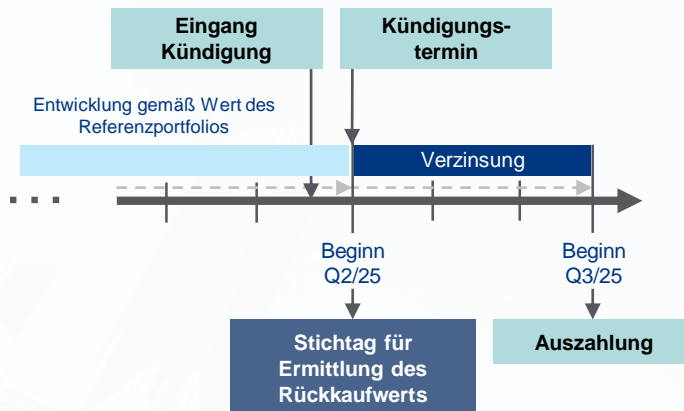 Eingang
Kündigung
Kündigungs-
termin
Entwicklung gemäß Wert des
Referenzportfolios
Verzinsung
...
Beginn
Q2/25
Beginn
Q3/25
Stichtag für
Ermittlung des
Rückkaufwerts
Auszahlung